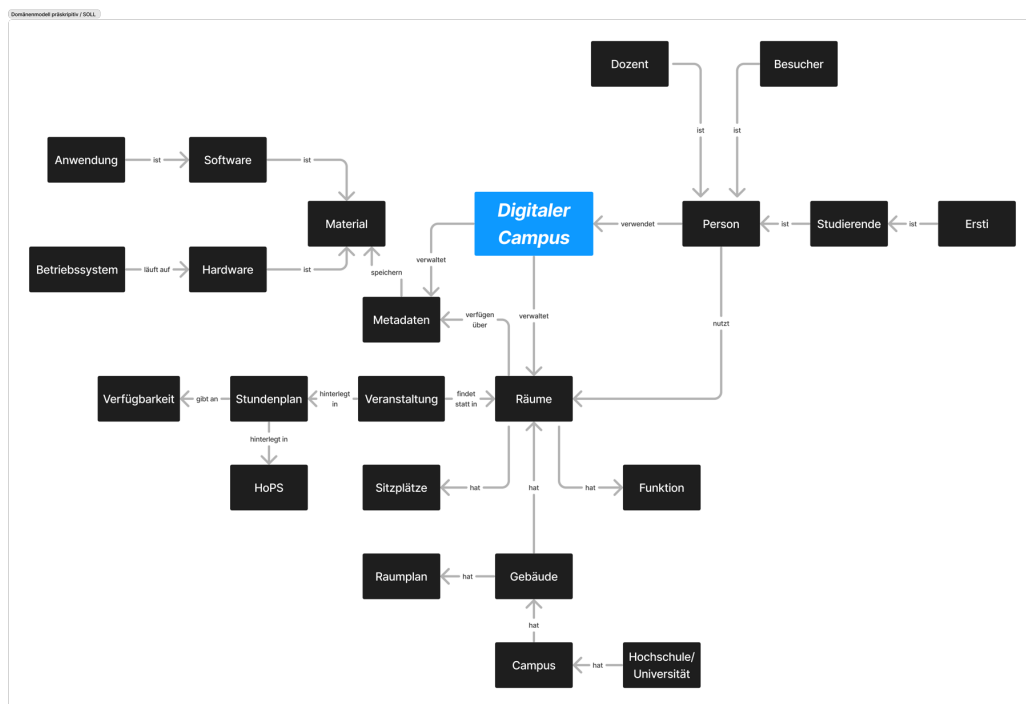 Domänenmodell präskripitiv / SOLL
Dozent
Besucher
ist
ist
Anwendung
ist
Software
ist
Material
Digitaler
Campus
verwendet
Person
ist
Studierende
ist
Ersti
Betriebssystem
läuft auf
Hardware
ist
speichern
verwaltet
Metadaten
verfügen
über
verwaltet
nutzt
Verfügbarkeit
gibt an
Stundenplan
hinterlegt
in
Veranstaltung
findet
statt in
Räume
hinterlegt in
HoPS
Sitzplätze
hat
hat
hat
Funktion
Raumplan
hat
Gebäude
hat
Campus
hat
Hochschule/
Universität